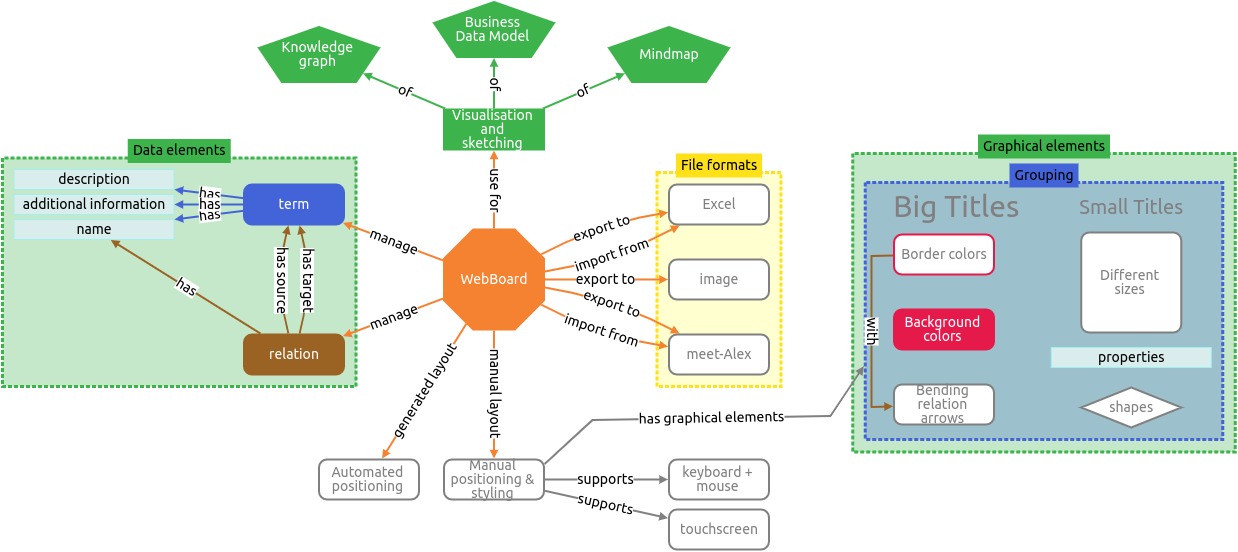 Business
Data Model
Knowledge
graph
Mindmap
of
of
of
Visualisation
and
sketching
use for
Data elements
description
additional information
name
has
has
has
term
has
has source
has target
relation
manage
manage
WebBoard
export to
import from
export to
export to
import from
File formats
Excel
image
meet-Alex
generated layout
manual layout
Automated
positioning
Manual
positioning &
styling
has graphical elements
supports
supports
keyboard +
mouse
touchscreen
Graphical elements
Grouping
Big Titles
Small Titles
Border colors
Different
sizes
Background
colors
with
properties
Bending
relation
arrows
shapes